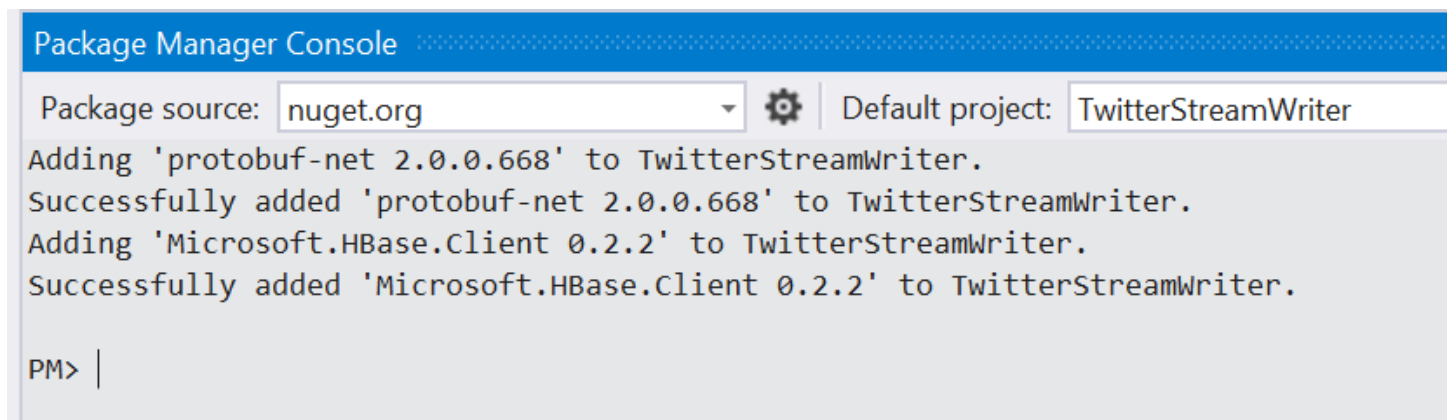 Package Manager Console
Package source: nuget.org Default project: TwitterStreamWriter
Adding 'protobuf-net 2.0.0.668' to TwitterStreamWriter.
Successfully added 'protobuf-net 2.0.0.668' to TwitterStreamWriter.
Adding 'Microsoft.HBase.Client 0.2.2' to TwitterStreamWriter.
Successfully added 'Microsoft.HBase.Client 0.2.2' to TwitterStreamWriter.
PM>